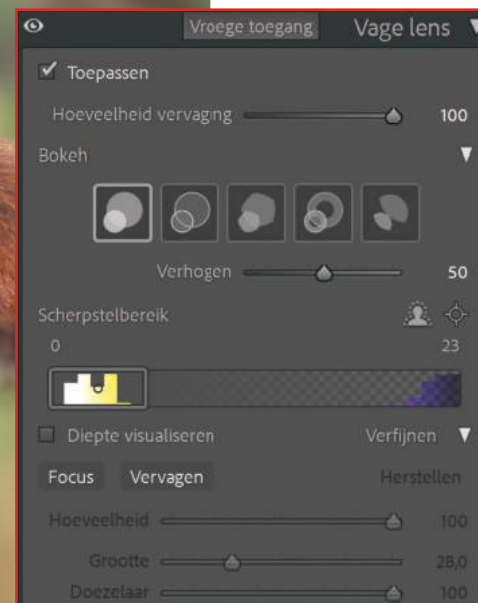 Vroege toegang Vage lens
Toepassen
Hoeveelheid vervaging 100
Bokeh
Verhogen 50
Scherpstelbereik
0 23
Diepte visualiseren Verfijnen
Focus Vervagen Herstellen
Hoeveelheid 100
Grootte 28,0
Doezelaar 100